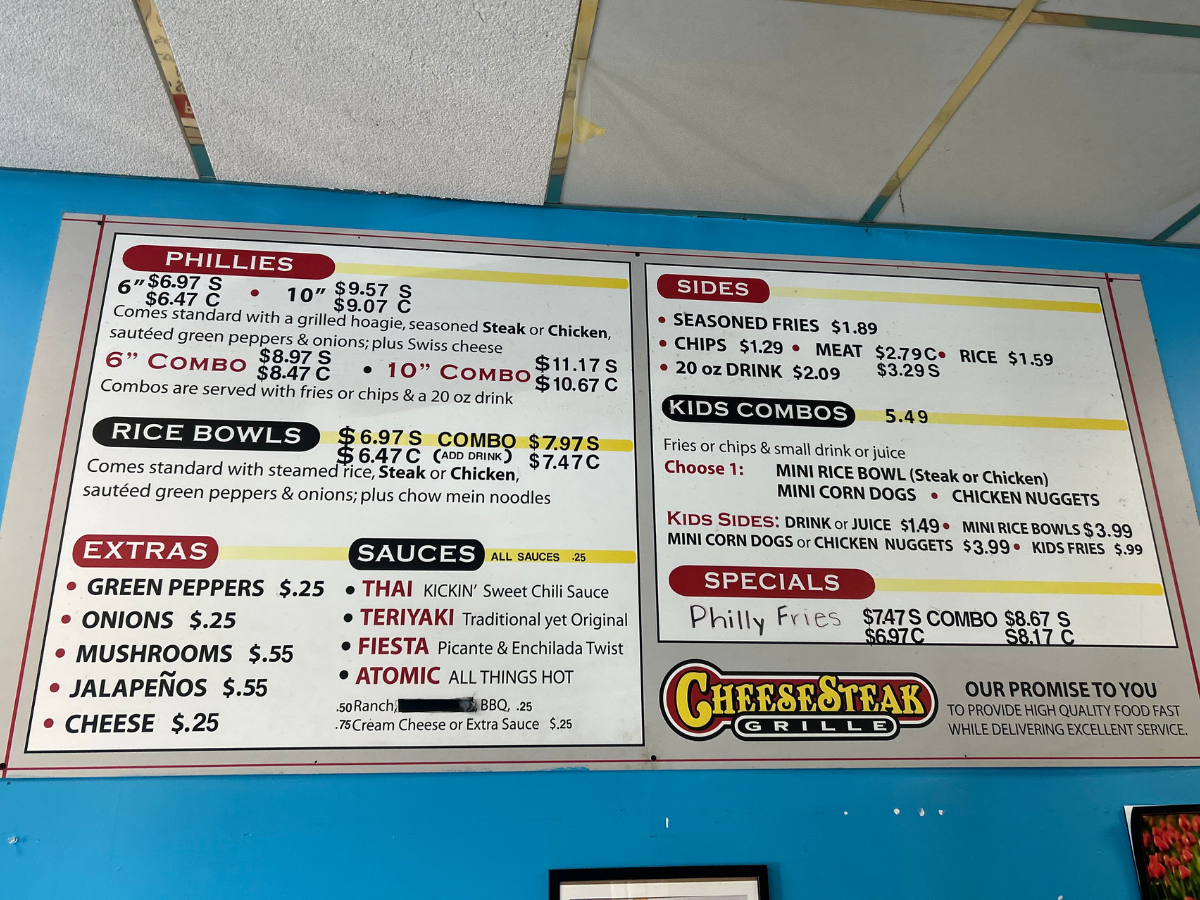 PHILLIES
6" $6.97 S • 10" $9.57 S
$6.47 C $9.07 C
Comes standard with a grilled hoagie, seasoned Steak or Chicken,
sautéed green peppers & onions; plus Swiss cheese
6" COMBO $8.97 S • 10" COMBO $11.17 S
$8.47 C $10.67 C
Combos are served with fries or chips & a 20 oz drink
RICE BOWLS $6.97 S COMBO $7.97 S
$6.47 C (ADD DRINK) $7.47 C
Comes standard with steamed rice, Steak or Chicken,
sautéed green peppers & onions; plus chow mein noodles
EXTRAS
• GREEN PEPPERS $.25
• ONIONS $.25
• MUSHROOMS $.55
• JALAPEÑOS $.55
• CHEESE $.25
SAUCES ALL SAUCES .25
• THAI KICKIN' Sweet Chili Sauce
• TERIYAKI Traditional yet Original
• FIESTA Picante & Enchilada Twist
• ATOMIC ALL THINGS HOT
.50 Ranch, BBQ, .25
.75 Cream Cheese or Extra Sauce $.25
SIDES
• SEASONED FRIES $1.89
• CHIPS $1.29 • MEAT $2.79 C • RICE $1.59
• 20 oz DRINK $2.09 $3.29 S
KIDS COMBOS 5.49
Fries or chips & small drink or juice
Choose 1: MINI RICE BOWL (Steak or Chicken)
MINI CORN DOGS • CHICKEN NUGGETS
KIDS SIDES: DRINK or JUICE $1.49 • MINI RICE BOWLS $3.99
MINI CORN DOGS or CHICKEN NUGGETS $3.99 • KIDS FRIES $.99
SPECIALS
Philly Fries $7.47 S COMBO $8.67 S
$6.97 C $8.17 C
CHEESESTEAK
GRILLE
OUR PROMISE TO YOU
TO PROVIDE HIGH QUALITY FOOD FAST
WHILE DELIVERING EXCELLENT SERVICE.